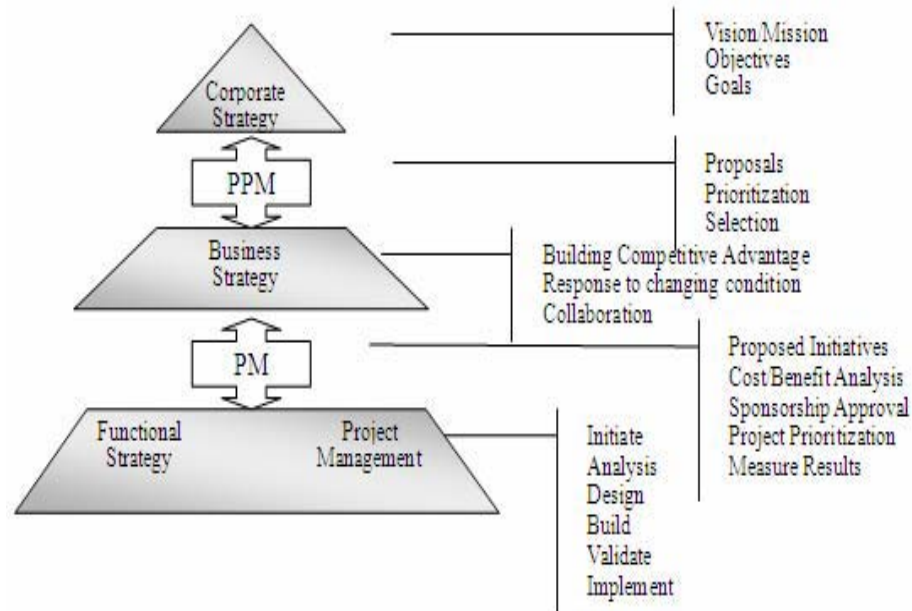 Vision/Mission
Objectives
Goals
Corporate
Strategy
PPM
Proposals
Prioritization
Selection
Business
Strategy
Building Competitive Advantage
Response to changing condition
Collaboration
PM
Proposed Initiatives
Cost/Benefit Analysis
Sponsorship Approval
Project Prioritization
Measure Results
Functional
Strategy
Project
Management
Initiate
Analysis
Design
Build
Validate
Implement